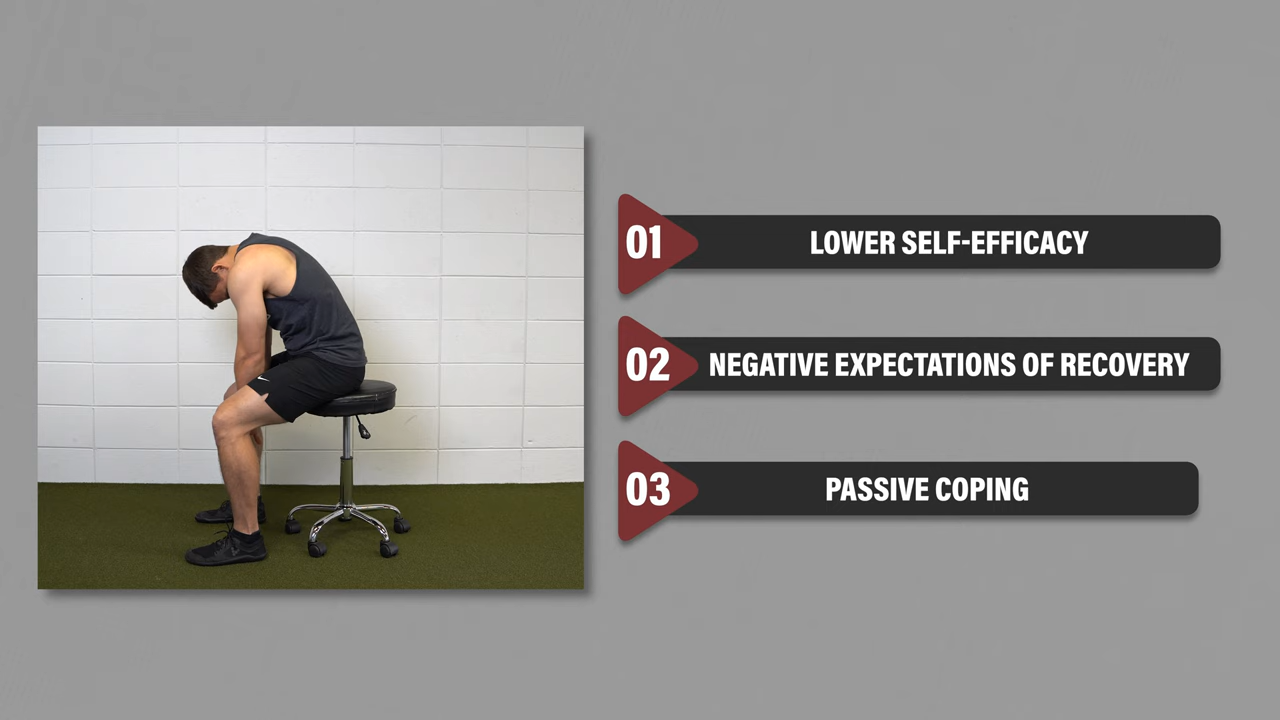 01
LOWER SELF-EFFICACY
02
NEGATIVE EXPECTATIONS OF RECOVERY
03
PASSIVE COPING